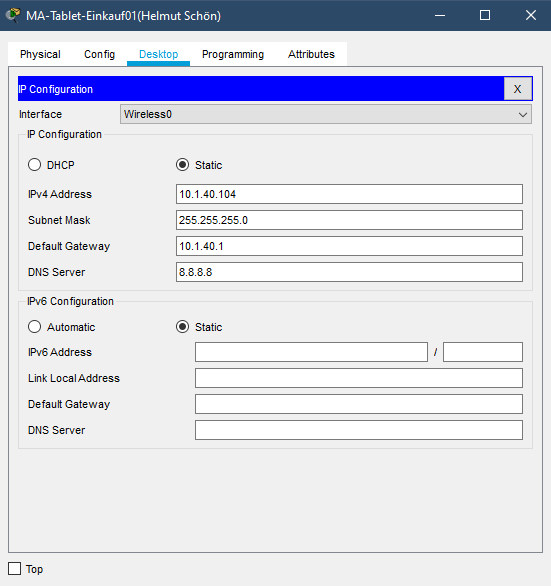 MA-Tablet-Einkauf01(Helmut Schön)
Physical Config Desktop Programming Attributes
IP Configuration X
Interface Wireless0
IP Configuration
DHCP Static
IPv4 Address 10.1.40.104
Subnet Mask 255.255.255.0
Default Gateway 10.1.40.1
DNS Server 8.8.8.8
IPv6 Configuration
Automatic Static
IPv6 Address /
Link Local Address
Default Gateway
DNS Server
Top